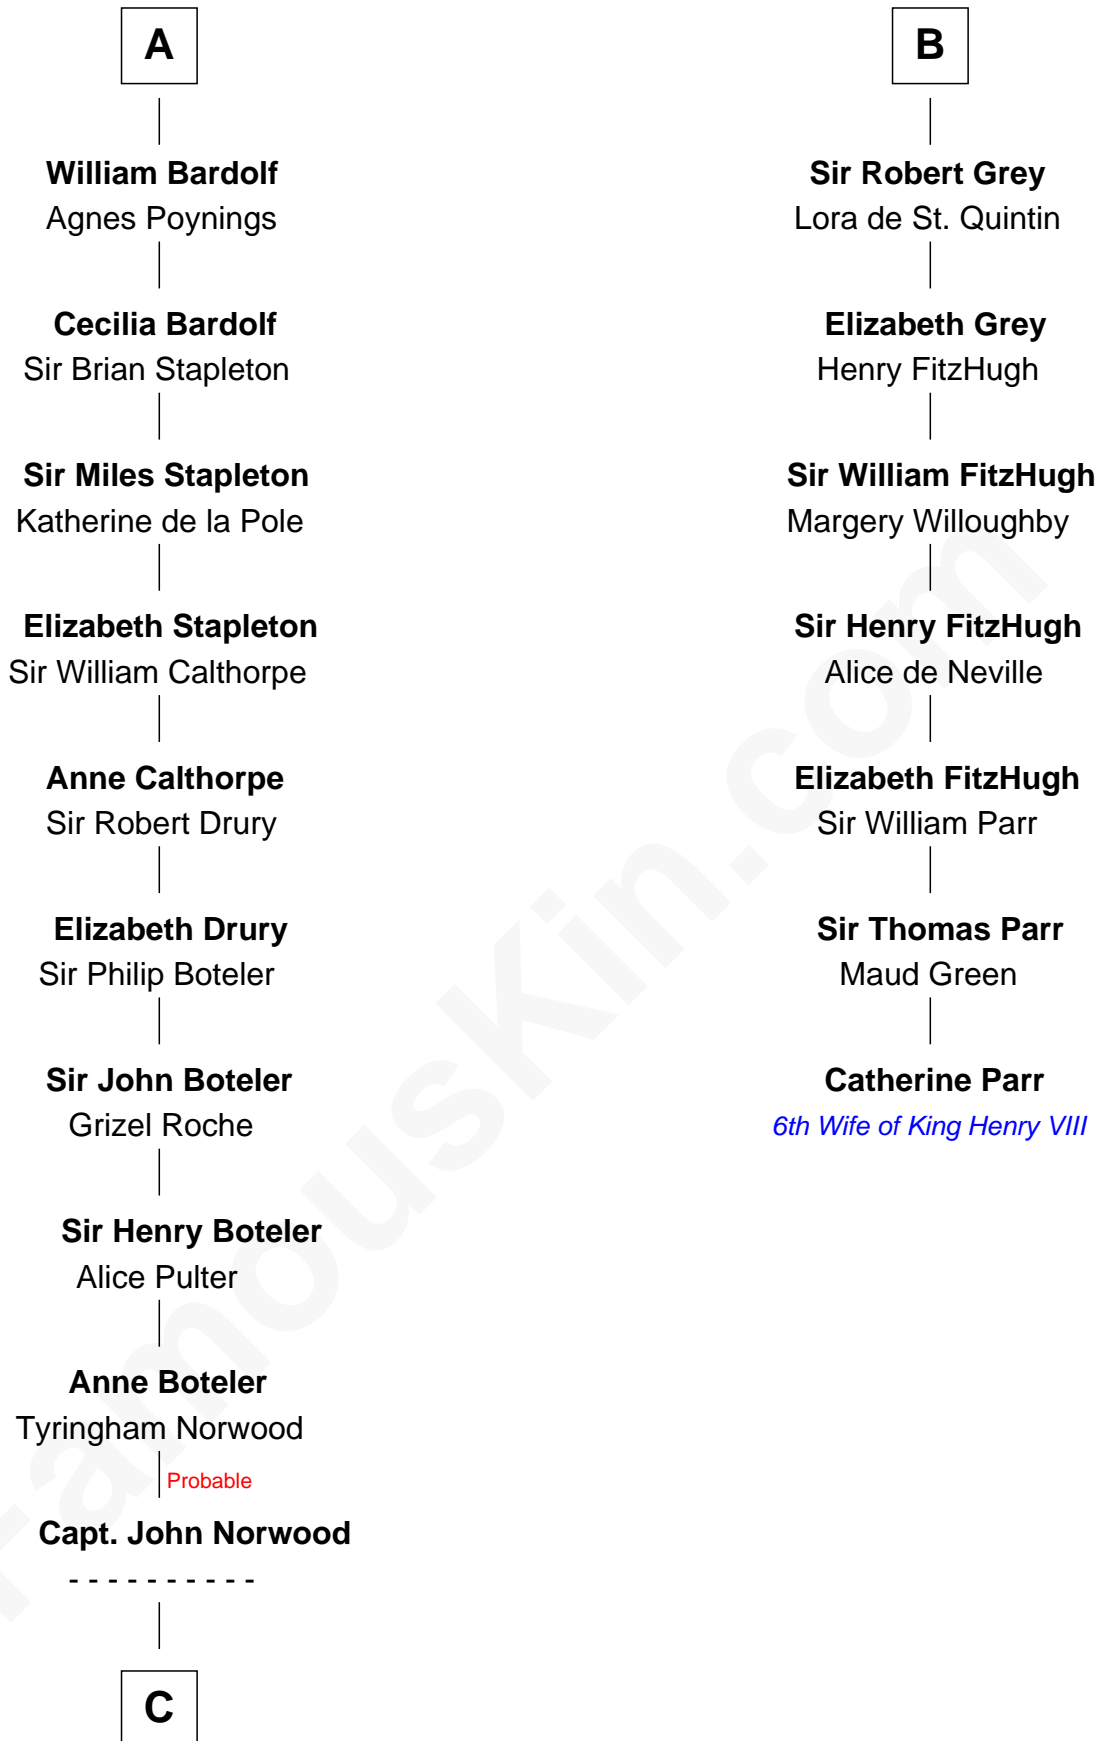 A
William Bardolf
Agnes Poynings
Cecilia Bardolf
Sir Brian Stapleton
Sir Miles Stapleton
Katherine de la Pole
Elizabeth Stapleton
Sir William Calthorpe
Anne Calthorpe
Sir Robert Drury
Elizabeth Drury
Sir Philip Boteler
Sir John Boteler
Grizel Roche
Sir Henry Boteler
Alice Pulter
Anne Boteler
Tyringham Norwood
Probable
Capt. John Norwood
- - - - - - - - - -
C
B
Sir Robert Grey
Lora de St. Quintin
Elizabeth Grey
Henry FitzHugh
Sir William FitzHugh
Margery Willoughby
Sir Henry FitzHugh
Alice de Neville
Elizabeth FitzHugh
Sir William Parr
Sir Thomas Parr
Maud Green
Catherine Parr
6th Wife of King Henry VIII
FamousKin.com